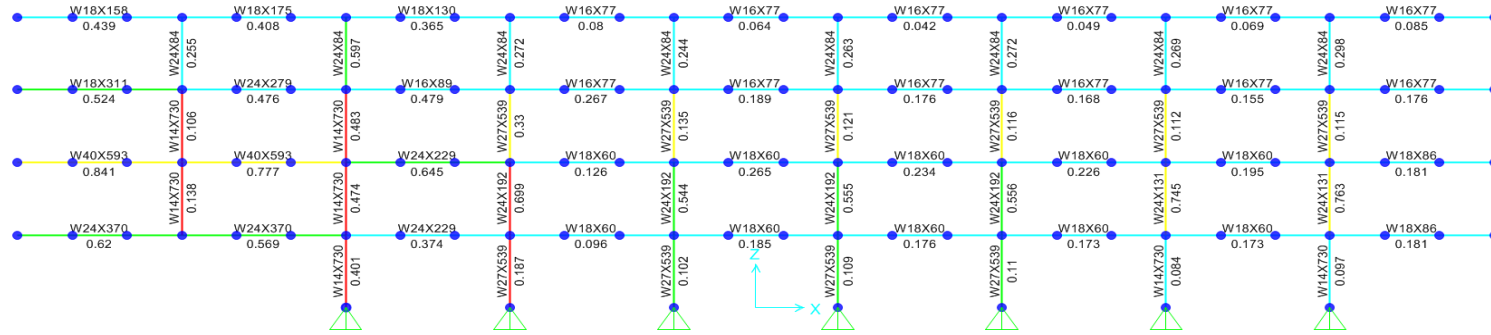 W18X158 W18X175 W18X130 W16X77 W16X77 W16X77 W16X77 W16X77 W16X77
0.439 0.408 0.365 0.08 0.064 0.042 0.049 0.069 0.085
W24X84 W24X84 W24X84 W24X84 W24X84 W24X84 W24X84 W24X84
0.255 0.597 0.272 0.244 0.263 0.272 0.269 0.298
W18X311 W24X279 W16X89 W16X77 W16X77 W16X77 W16X77 W16X77 W16X77
0.524 0.476 0.479 0.267 0.189 0.176 0.168 0.155 0.176
W14X730 W14X730 W27X539 W27X539 W27X539 W27X539 W27X539 W27X539
0.106 0.483 0.33 0.135 0.121 0.116 0.112 0.115
W40X593 W40X593 W24X229 W18X60 W18X60 W18X60 W18X60 W18X60 W18X86
0.841 0.777 0.645 0.126 0.265 0.234 0.226 0.195 0.181
W14X730 W14X730 W24X192 W24X192 W24X192 W24X192 W24X131 W24X131
0.138 0.474 0.699 0.544 0.555 0.556 0.745 0.763
W24X370 W24X370 W24X229 W18X60 W18X60 W18X60 W18X60 W18X60 W18X86
0.62 0.569 0.374 0.096 0.185 0.176 0.173 0.173 0.181
W14X730 W27X539 W27X539 W27X539 W27X539 W14X730 W14X730
0.401 0.187 0.102 0.109 0.11 0.084 0.097
Z
X